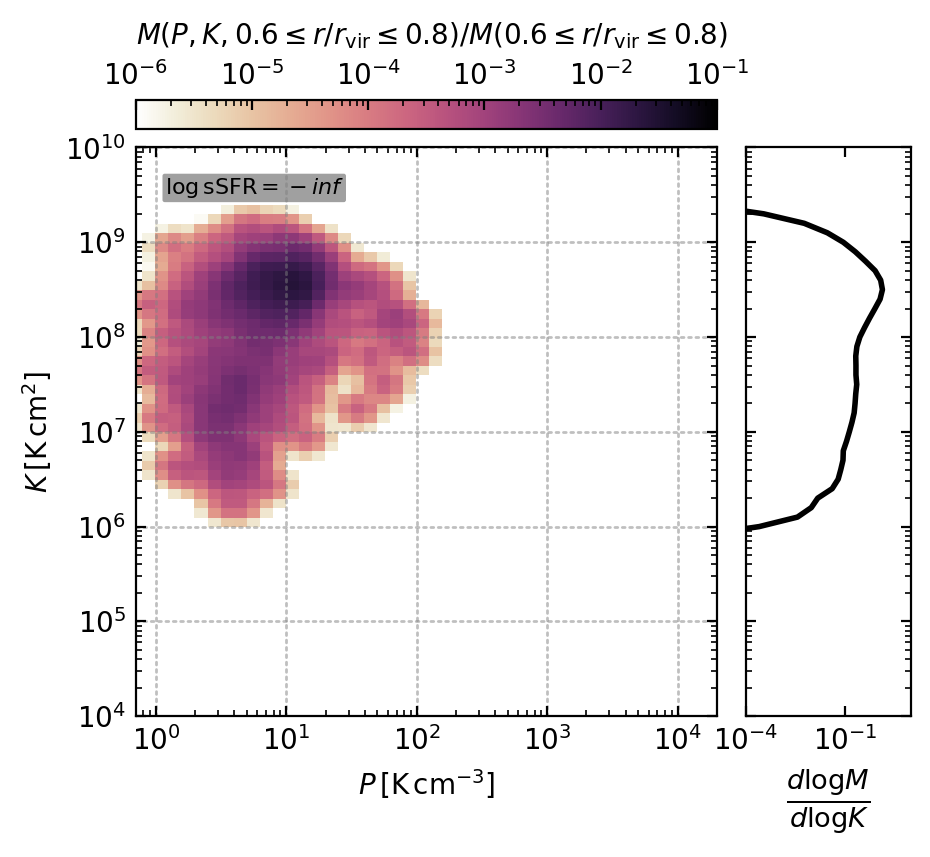 M(P, K, 0.6 ≤ r/r_vir ≤ 0.8)/M(0.6 ≤ r/r_vir ≤ 0.8)
10^−6 10^−5 10^−4 10^−3 10^−2 10^−1
log sSFR = −inf
10^10
10^9
10^8
10^7
10^6
10^5
10^4
K [K cm^2]
10^0 10^1 10^2 10^3 10^4
P [K cm^−3]
10^−4 10^−1
dlogM
dlogK